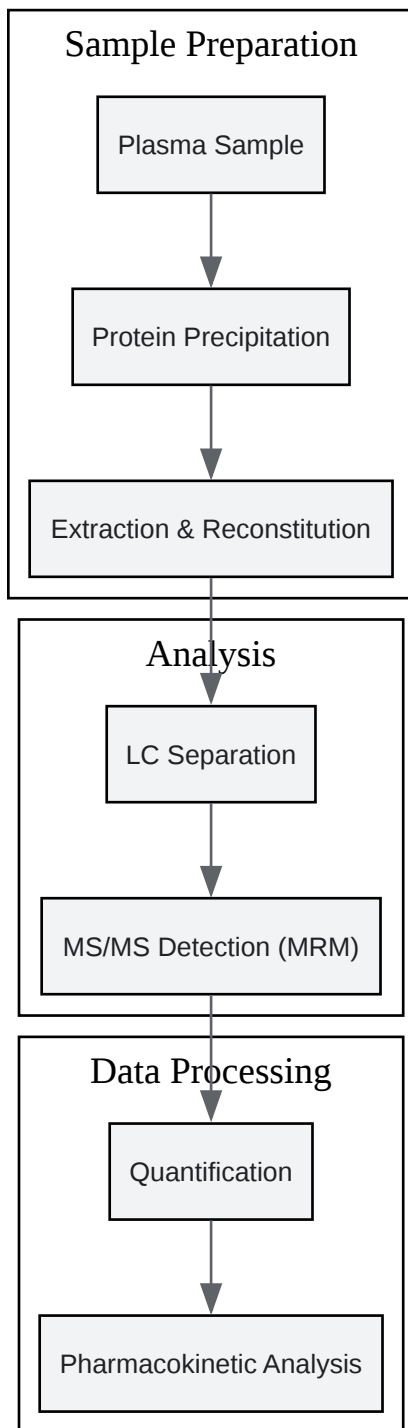 Sample Preparation
Plasma Sample
Protein Precipitation
Extraction & Reconstitution
Analysis
LC Separation
MS/MS Detection (MRM)
Data Processing
Quantification
Pharmacokinetic Analysis